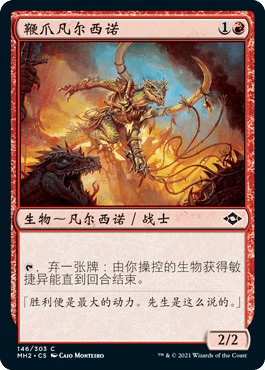 鞭爪凡尔西诺 1
生物～凡尔西诺 / 战士
，弃一张牌：由你操控的生物获得敏
捷异能直到回合结束。
「胜利便是最大的动力。先生是这么说的。」
2/2
146/303 C
MH2 • CS CAIO MONTEIRO
™ & © 2021 Wizards of the Coast